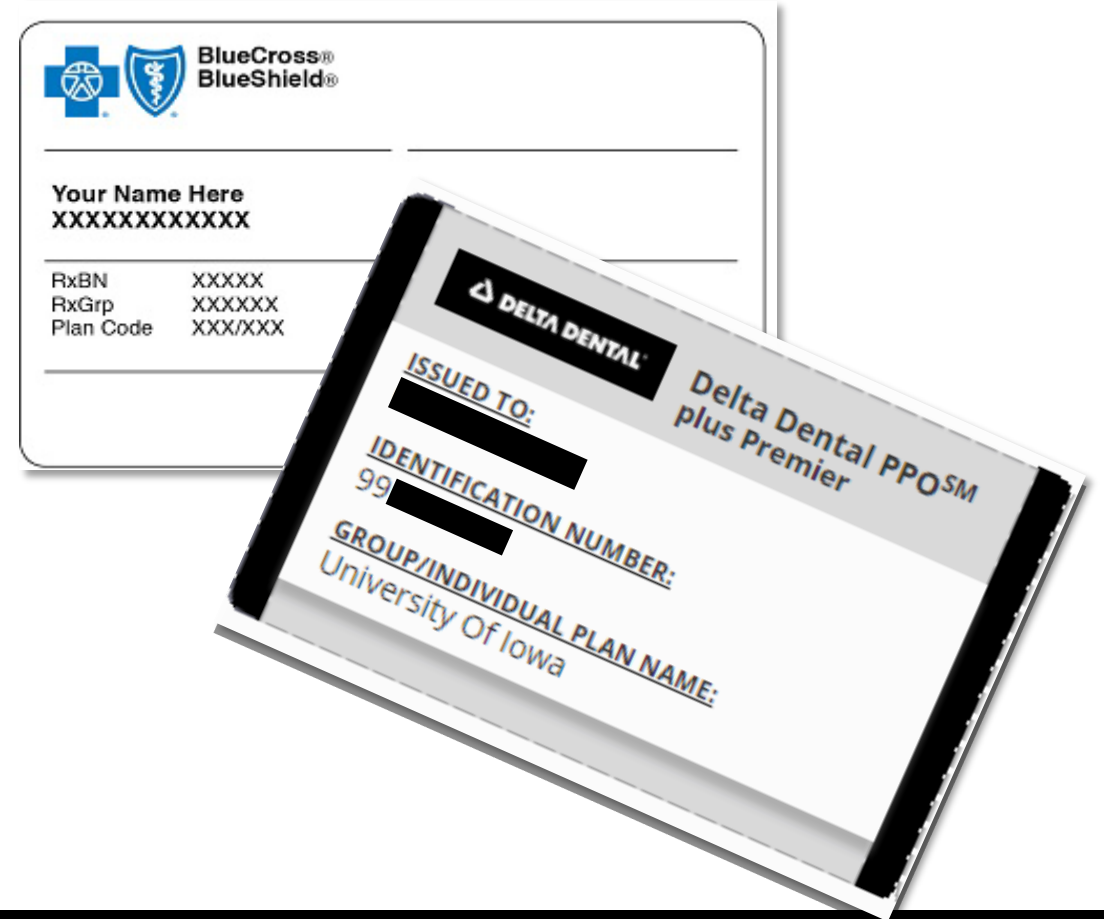 BlueCross®
BlueShield®
Your Name Here
XXXXXXXXXXXX
RxBN XXXXX
RxGrp XXXXXX
Plan Code XXX/XXX
DELTA DENTAL
Delta Dental PPO℠
plus Premier
ISSUED TO:
IDENTIFICATION NUMBER:
99
GROUP/INDIVIDUAL PLAN NAME:
University Of Iowa